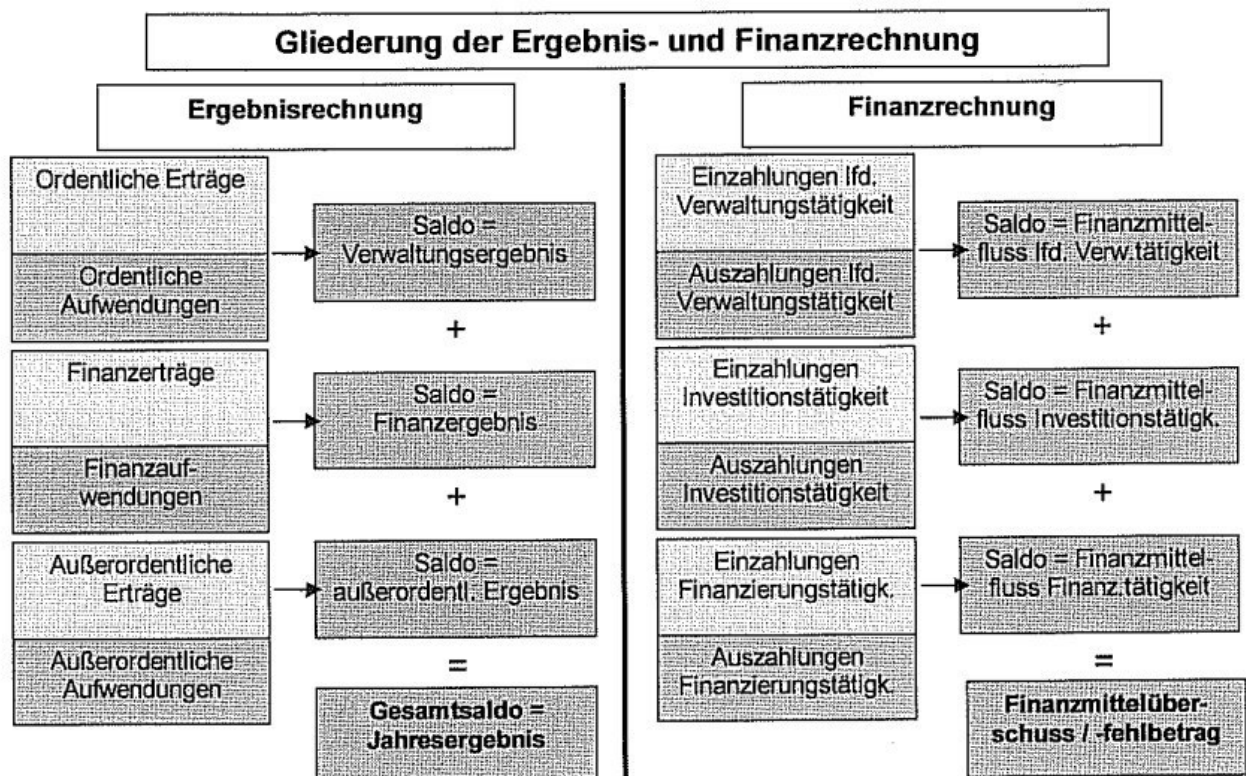 Gliederung der Ergebnis- und Finanzrechnung
Ergebnisrechnung
Ordentliche Erträge
Ordentliche
Aufwendungen
Saldo =
Verwaltungsergebnis
+
Finanzerträge
Finanzauf-
wendungen
Saldo =
Finanzergebnis
+
Außerordentliche
Erträge
Außerordentliche
Aufwendungen
Saldo =
außerordentl. Ergebnis
=
Gesamtsaldo =
Jahresergebnis
Finanzrechnung
Einzahlungen lfd.
Verwaltungstätigkeit
Auszahlungen lfd.
Verwaltungstätigkeit
Saldo = Finanzmittel-
fluss lfd. Verw.tätigkeit
+
Einzahlungen
Investitionstätigkeit
Auszahlungen
Investitionstätigkeit
Saldo = Finanzmittel-
fluss Investitionstätigk.
+
Einzahlungen
Finanzierungstätigk.
Auszahlungen
Finanzierungstätigk.
Saldo = Finanzmittel-
fluss Finanz.tätigkeit
=
Finanzmittelüber-
schuss / -fehlbetrag